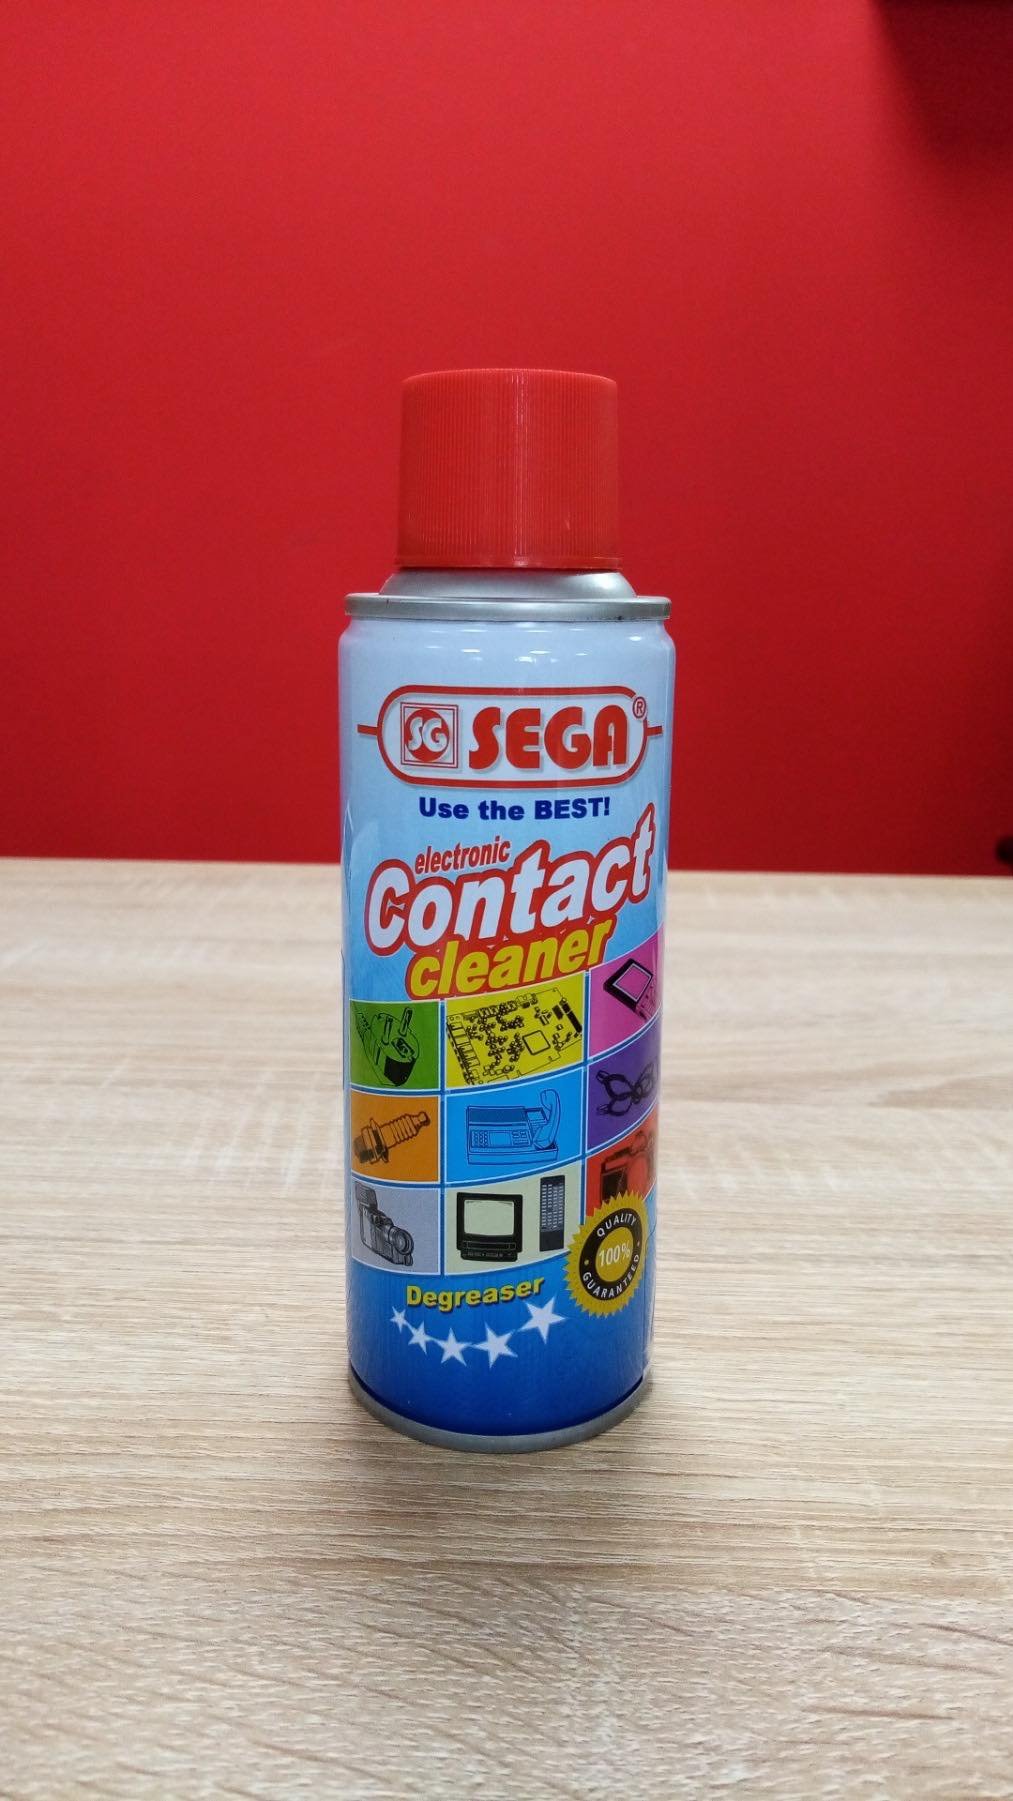 SG SEGA®
Use the BEST!
electronic
Contact
cleaner
QUALITY
100%
GUARANTEED
Degreaser